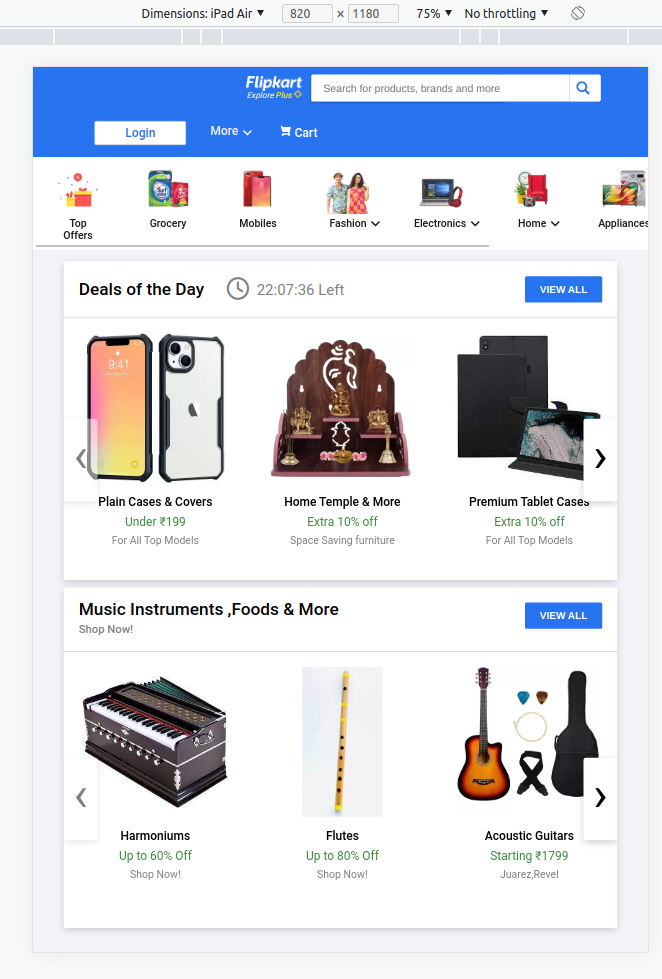 Dimensions: iPad Air 820 × 1180 75% No throttling
Flipkart
Explore Plus
Search for products, brands and more
Login More Cart
Top Offers Grocery Mobiles Fashion Electronics Home Appliances
Deals of the Day 22:07:36 Left VIEW ALL
9:41
Plain Cases & Covers Home Temple & More Premium Tablet Cases
Under ₹199 Extra 10% off Extra 10% off
For All Top Models Space Saving furniture For All Top Models
Music Instruments ,Foods & More VIEW ALL
Shop Now!
Harmoniums Flutes Acoustic Guitars
Up to 60% Off Up to 80% Off Starting ₹1799
Shop Now! Shop Now! Juarez,Revel